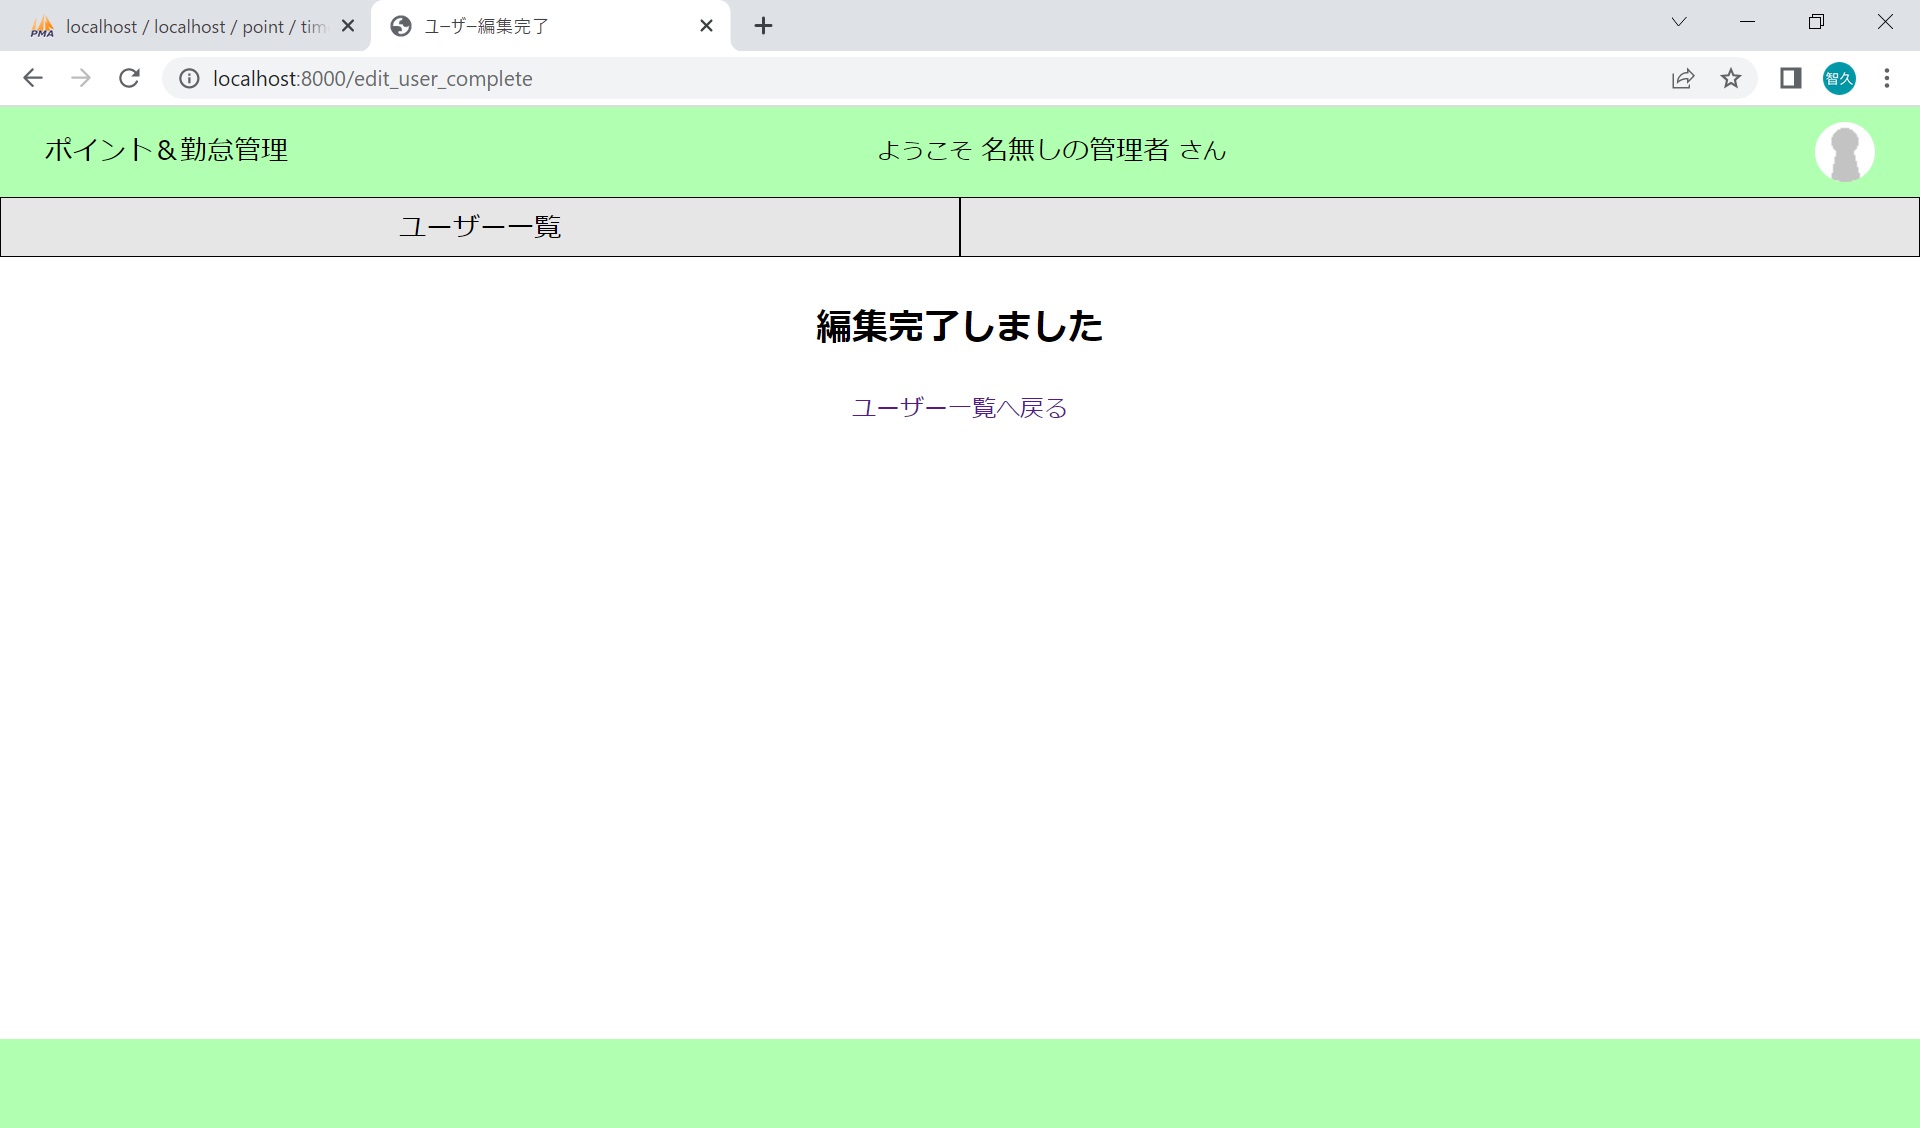 localhost / localhost / point / tim
ユーザー編集完了
localhost:8000/edit_user_complete
智久
ポイント＆勤怠管理
ようこそ 名無しの管理者 さん
ユーザー一覧
編集完了しました
ユーザー一覧へ戻る
PMA